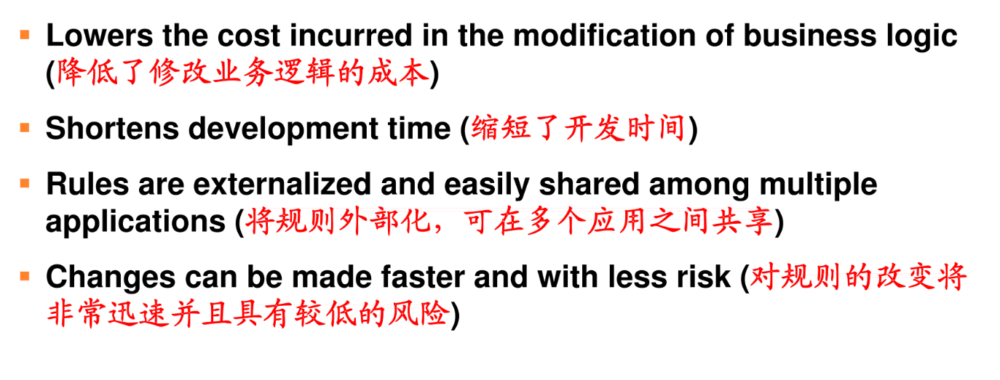 Lowers the cost incurred in the modification of business logic
(降低了修改业务逻辑的成本)
Shortens development time (缩短了开发时间)
Rules are externalized and easily shared among multiple
applications (将规则外部化，可在多个应用之间共享)
Changes can be made faster and with less risk (对规则的改变将
非常迅速并且具有较低的风险)